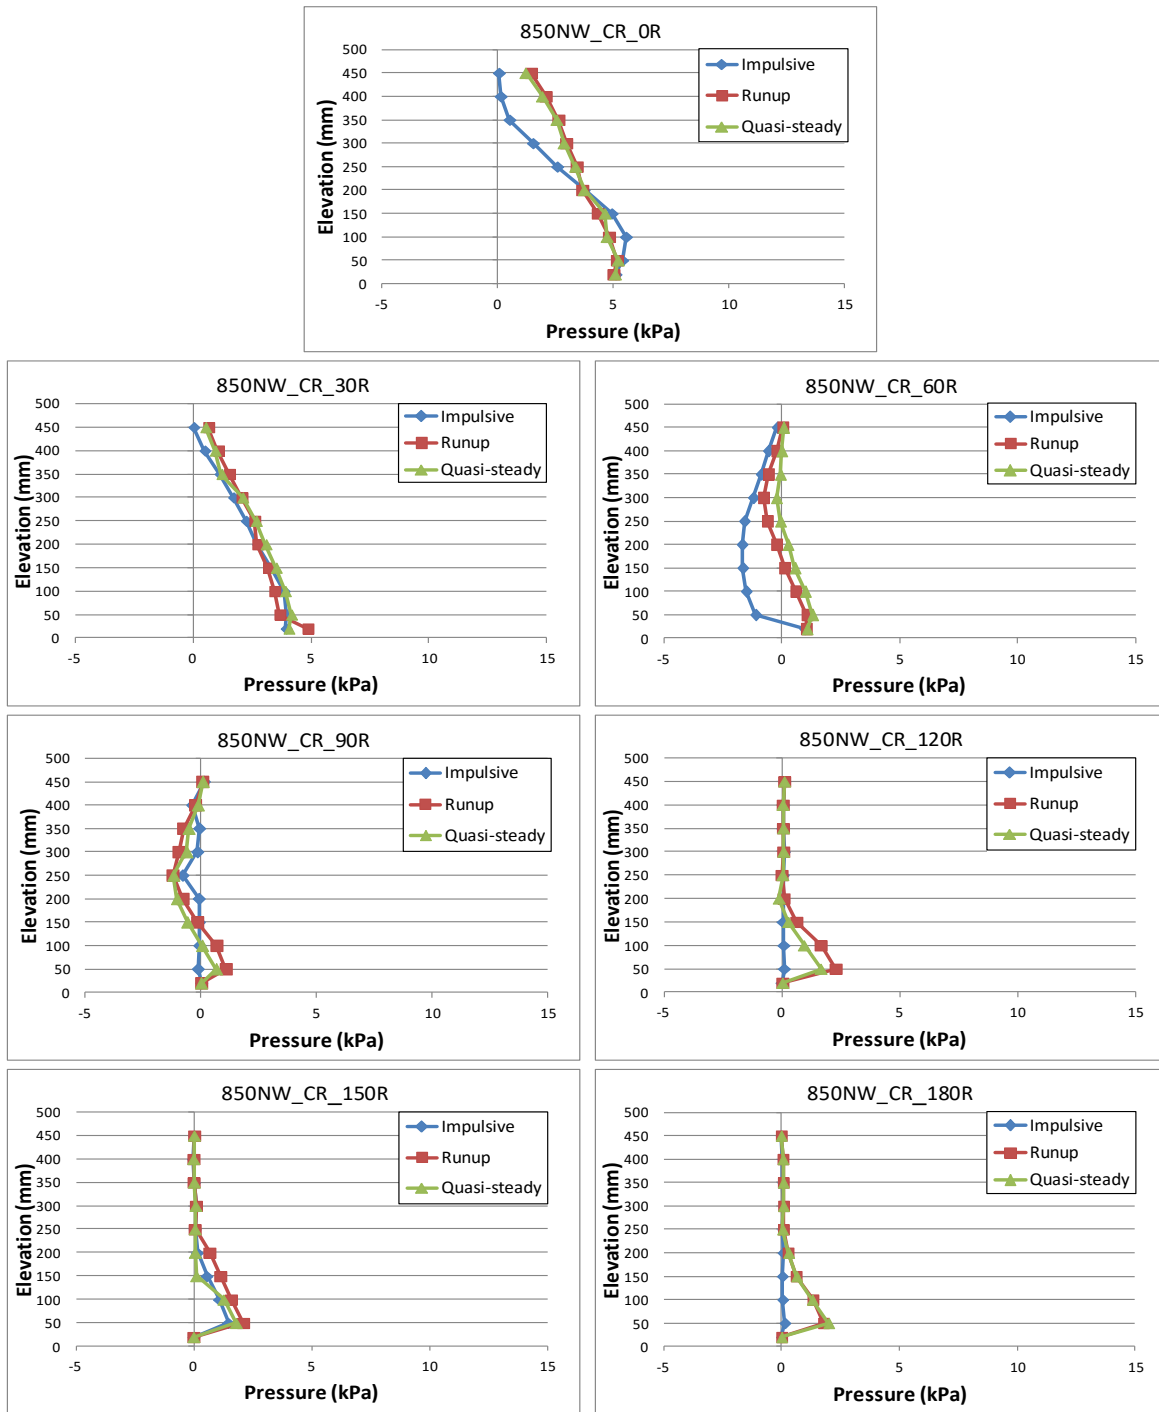 850NW_CR_0R
500
450
400
350
300
250
200
150
100
50
0
Elevation (mm)
-5 0 5 10 15
Pressure (kPa)
Impulsive
Runup
Quasi-steady
850NW_CR_30R
500
450
400
350
300
250
200
150
100
50
0
Elevation (mm)
-5 0 5 10 15
Pressure (kPa)
Impulsive
Runup
Quasi-steady
850NW_CR_60R
500
450
400
350
300
250
200
150
100
50
0
Elevation (mm)
-5 0 5 10 15
Pressure (kPa)
Impulsive
Runup
Quasi-steady
850NW_CR_90R
500
450
400
350
300
250
200
150
100
50
0
Elevation (mm)
-5 0 5 10 15
Pressure (kPa)
Impulsive
Runup
Quasi-steady
850NW_CR_120R
500
450
400
350
300
250
200
150
100
50
0
Elevation (mm)
-5 0 5 10 15
Pressure (kPa)
Impulsive
Runup
Quasi-steady
850NW_CR_150R
500
450
400
350
300
250
200
150
100
50
0
Elevation (mm)
-5 0 5 10 15
Pressure (kPa)
Impulsive
Runup
Quasi-steady
850NW_CR_180R
500
450
400
350
300
250
200
150
100
50
0
Elevation (mm)
-5 0 5 10 15
Pressure (kPa)
Impulsive
Runup
Quasi-steady